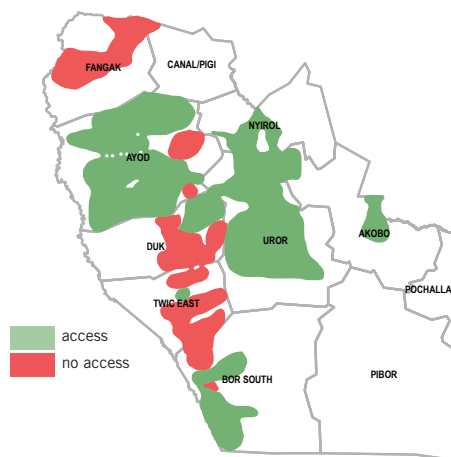 FANGAK
CANAL/PIGI
NYIROL
AYOD
AKOBO
DUK
UROR
POCHALLA
TWIC EAST
access
no access
PIBOR
BOR SOUTH